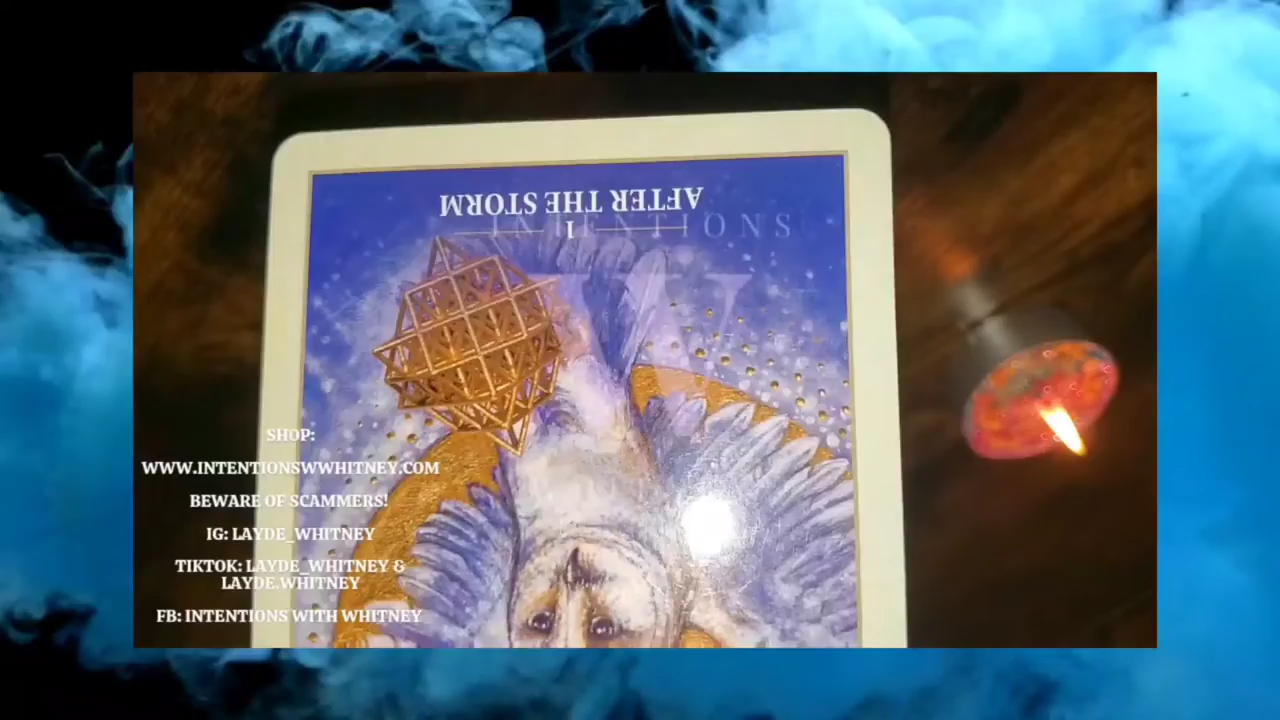 AFTER THE STORM
I
INTENTIONS
W
SHOP:
WWW.INTENTIONSWWHITNEY.COM
BEWARE OF SCAMMERS!
IG: LAYDE_WHITNEY
TIKTOK: LAYDE_WHITNEY &
LAYDE.WHITNEY
FB: INTENTIONS WITH WHITNEY